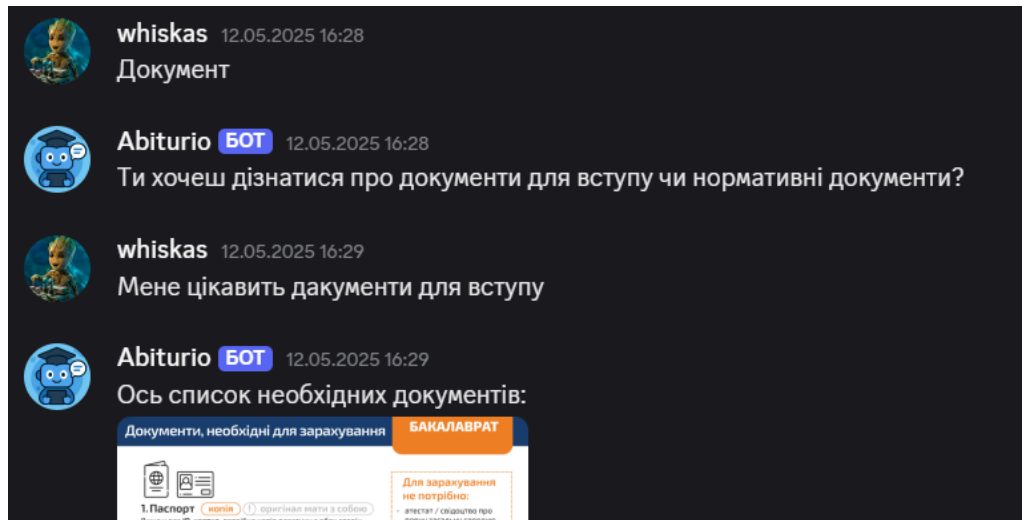 whiskas 12.05.2025 16:28
Документ
Abiturio БОТ 12.05.2025 16:28
Ти хочеш дізнатися про документи для вступу чи нормативні документи?
whiskas 12.05.2025 16:29
Мене цікавить дакументи для вступу
Abiturio БОТ 12.05.2025 16:29
Ось список необхідних документів:
Документи, необхідні для зарахування
БАКАЛАВРАТ
Для зарахування
не потрібно:
1. Паспорт копія ! оригінал мати з собою
- атестат / свідоцтво про